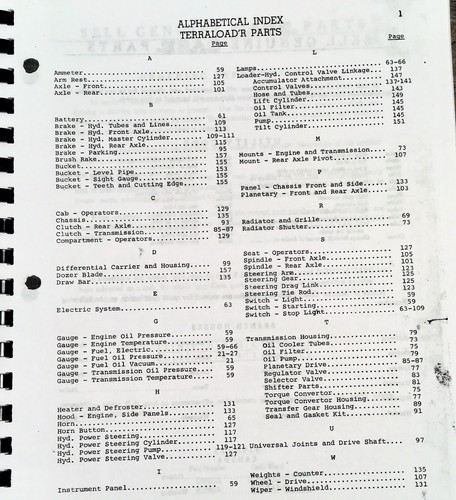 1
ALPHABETICAL INDEX
TERRALOAD'R PARTS
Page
A
Ammeter 59
Arm Rest 127
Axle - Front 105
Axle - Rear 101
B
Battery 61
Brake - Hyd. Tubes and Lines 109
Brake - Hyd. Front Axle 113
Brake - Hyd. Master Cylinder 109-111
Brake - Hyd. Rear Axle 115
Brake - Parking 95
Brush Rake 157
Bucket 155
Bucket - Level Pipe 153
Bucket - Sight Gauge 155
Bucket - Teeth and Cutting Edge 155
C
Cab - Operators 129
Chassis 135
Clutch - Rear Axle 93
Clutch - Transmission 85-87
Compartment - Operators 129
D
Differential Carrier and Housing 99
Dozer Blade 157
Draw Bar 135
E
Electric System 63
G
Gauge - Engine Oil Pressure 59
Gauge - Engine Temperature 59
Gauge - Fuel, Electric 59-66
Gauge - Fuel Oil Pressure 21-27
Gauge - Fuel Oil Vacuum 21
Gauge - Transmission Oil Pressure 59
Gauge - Transmission Temperature 59
H
Heater and Defroster 131
Hood - Engine, Side Panels 133
Horn 65
Horn Button 127
Hyd. Power Steering 117
Hyd. Power Steering Cylinder 117
Hyd. Power Steering Pump 119-121
Hyd. Power Steering Valve 127
I
Instrument Panel 59
Page
L
Lamps 63-66
Loader-Hyd. Control Valve Linkage 137
Accumulator Attachment 147
Control Valves 137-141
Hose and Tubes 143
Lift Cylinder 149
Oil Filter 145
Oil Tank 145
Pump 145
Tilt Cylinder 151
M
Mounts - Engine and Transmission 73
Mount - Rear Axle Pivot 107
P
Panel - Chassis Front and Side 133
Planetary - Front and Rear Axle 103
R
Radiator and Grille 69
Radiator Shutter 73
S
Seat - Operators 127
Spindle - Front Axle 105
Spindle - Rear Axle 101
Steering Arm 123
Steering Gear 125
Steering Drag Link 125
Steering Tie Rod 123
Switch - Light 59
Switch - Starting 59
Switch - Stop Light 63-109
T
Transmission Housing 79
Oil Cooler Tubes 73
Oil Filter 75
Oil Pump 79
Planetary Drive 85-87
Regulator Valve 77
Selector Valve 83
Shifter Parts 81
Torque Convertor 75
Torque Convertor Housing 77
Transfer Gear Housing 89
Seal and Gasket Kit 91
U
Universal Joints and Drive Shaft 97
W
Weights - Counter 135
Wheel - Drive 107
Wiper - Windshield 131